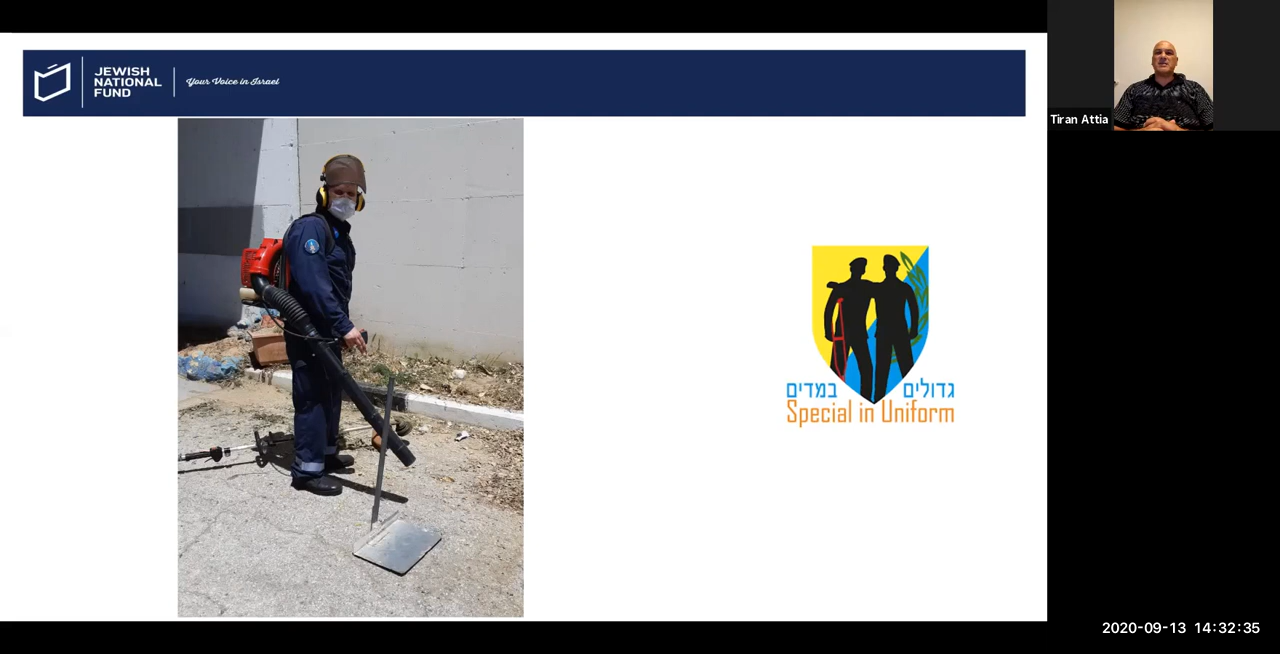 JEWISH
NATIONAL
FUND
Your Voice in Israel
Tiran Attia
גדולים במדים
Special in Uniform
2020-09-13 14:32:35